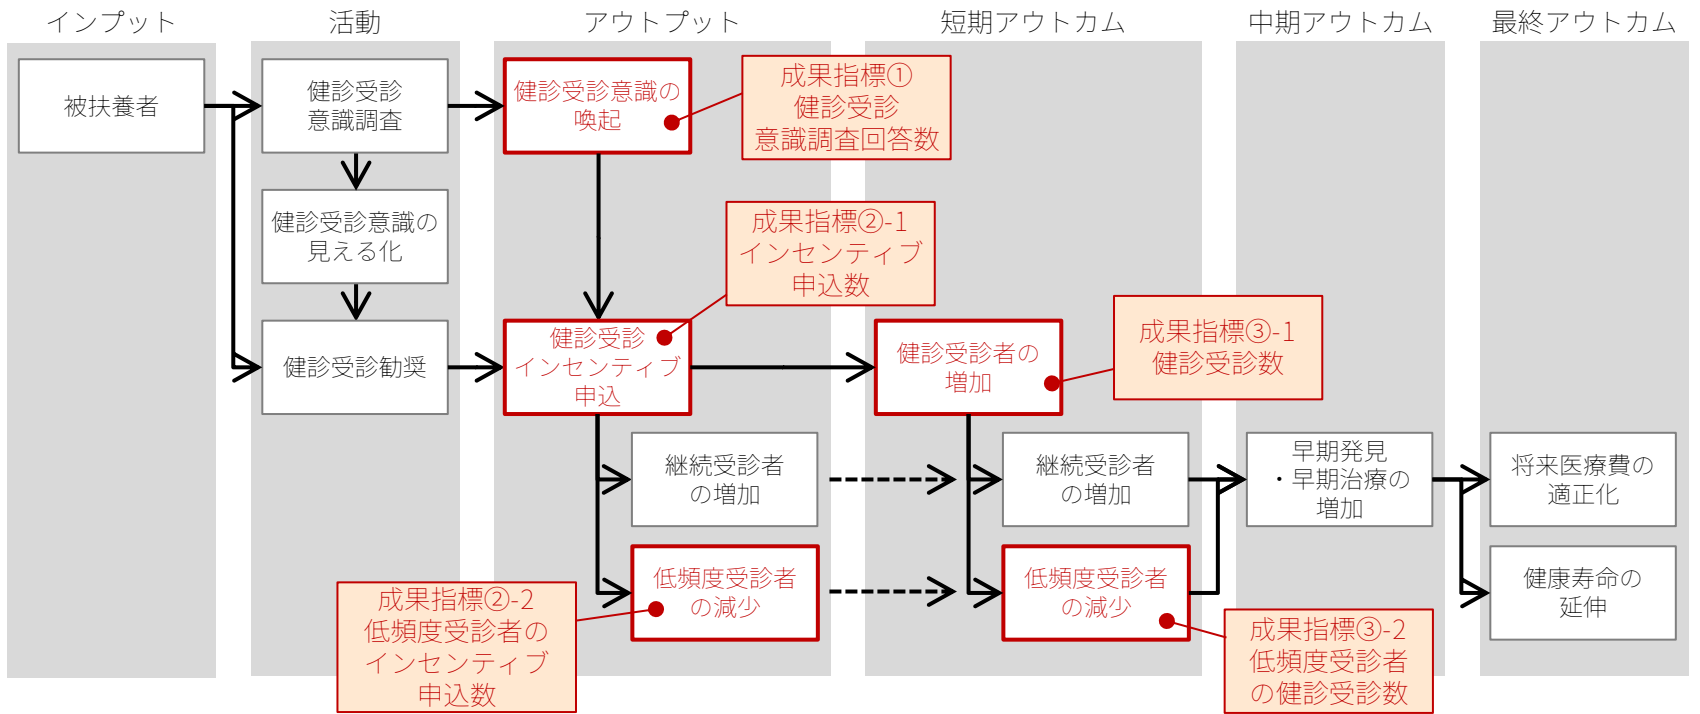 インプット
活動
アウトプット
短期アウトカム
中期アウトカム
最終アウトカム
被扶養者
健診受診
意識調査
健診受診意識の
喚起
成果指標①
健診受診
意識調査回答数
健診受診意識の
見える化
成果指標②-1
インセンティブ
申込数
健診受診勧奨
健診受診
インセンティブ
申込
健診受診者の
増加
成果指標③-1
健診受診数
継続受診者
の増加
継続受診者
の増加
早期発見
・早期治療の
増加
将来医療費の
適正化
低頻度受診者
の減少
低頻度受診者
の減少
健康寿命の
延伸
成果指標②-2
低頻度受診者の
インセンティブ
申込数
成果指標③-2
低頻度受診者
の健診受診数